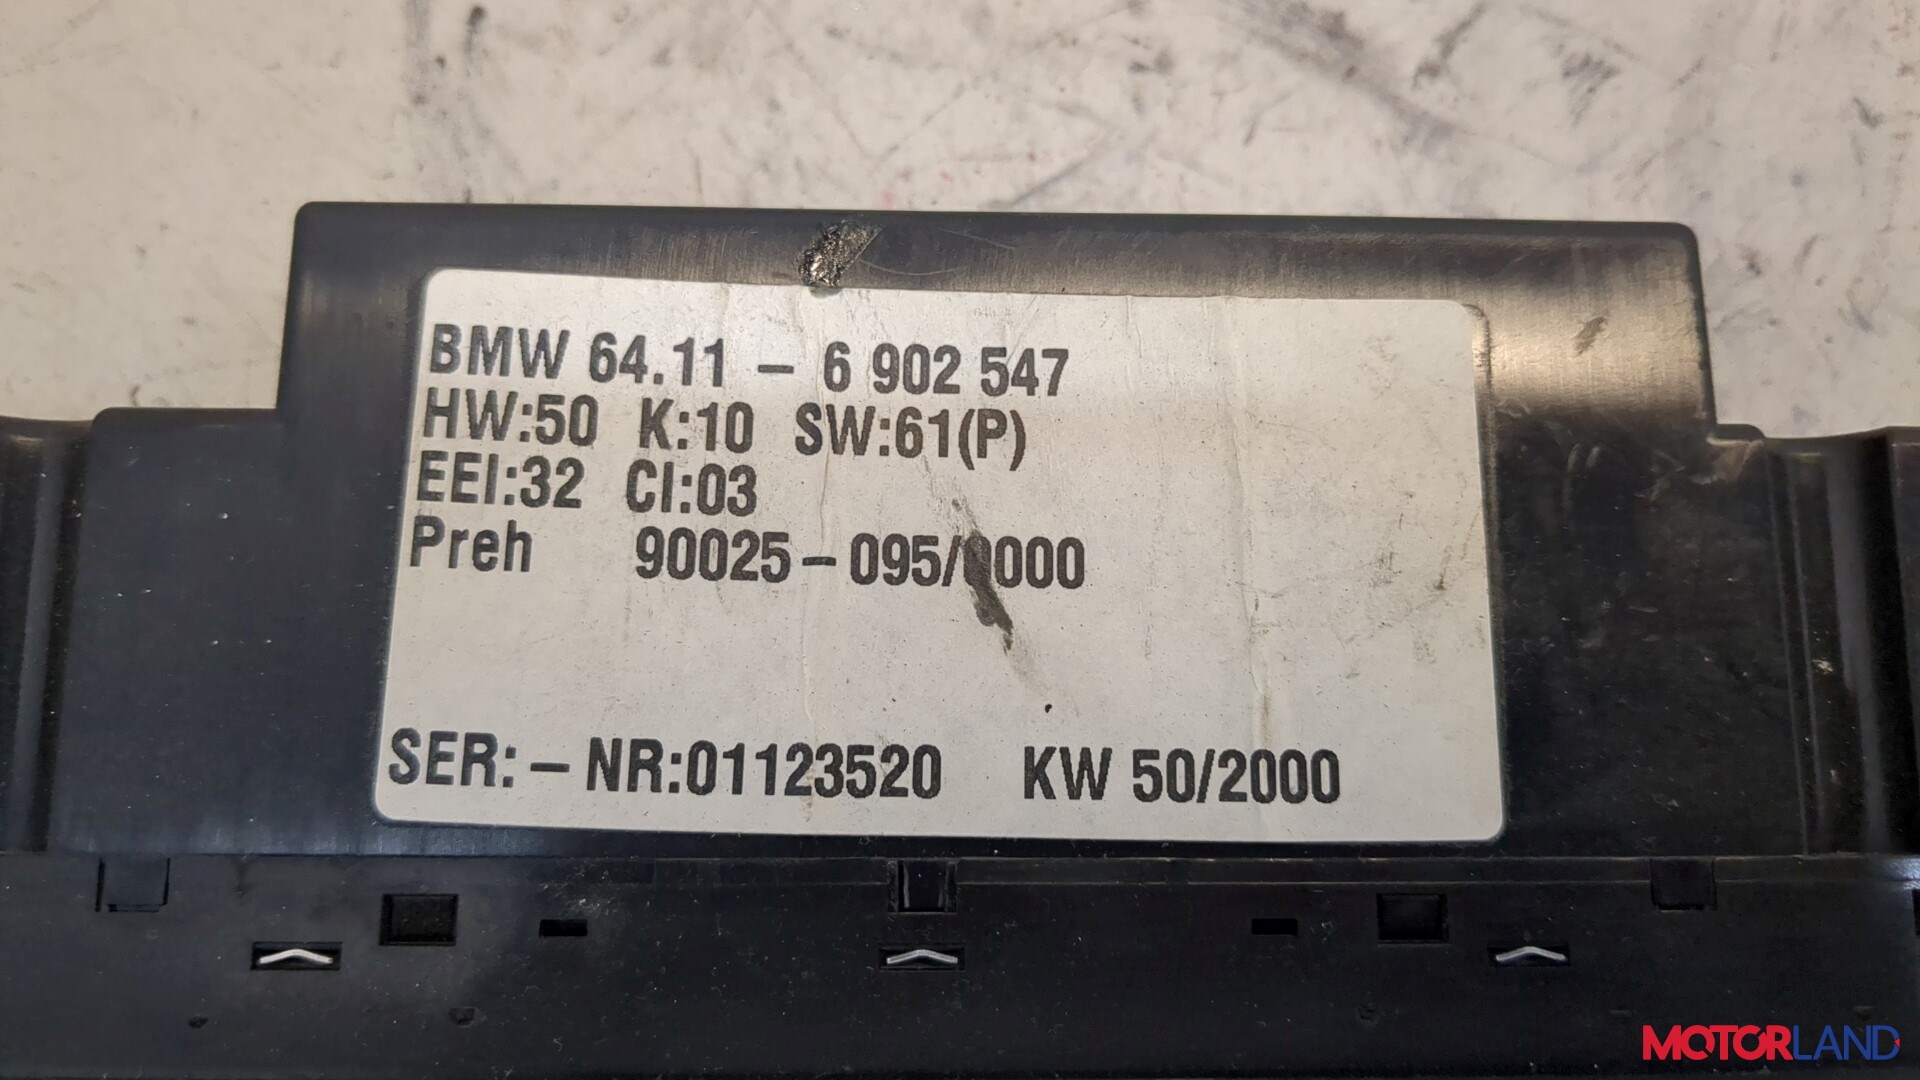 BMW 64.11 - 6 902 547
HW:50 K:10 SW:61(P)
EEI:32 CI:03
Preh 90025-095/0000
SER:-NR:01123520 KW 50/2000
MOTORLAND